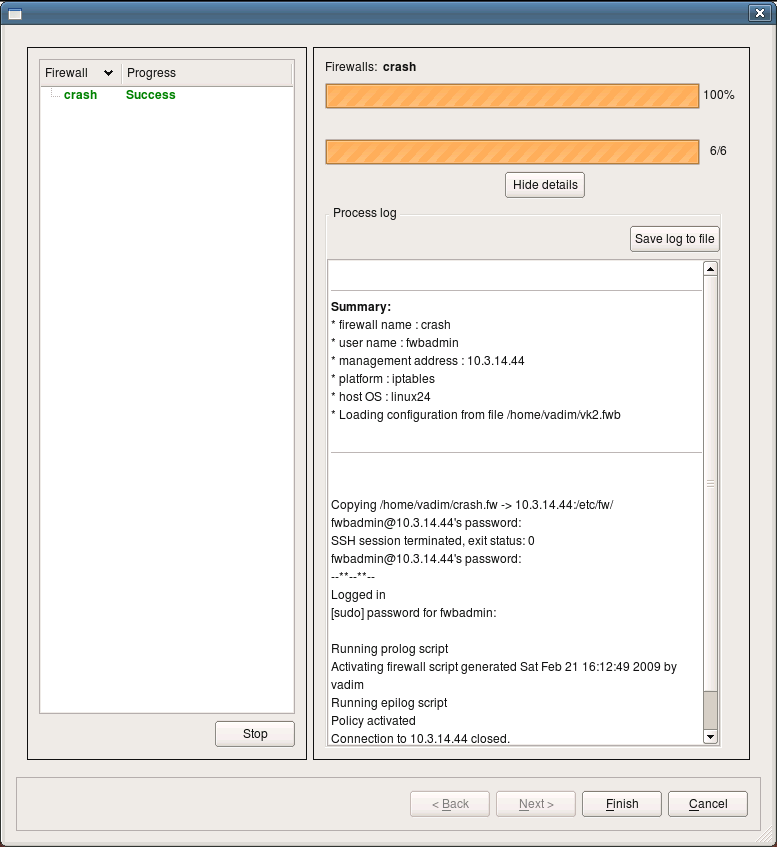 Firewall Progress
crash Success
Stop
Firewalls: crash
100%
6/6
Hide details
Process log
Save log to file
Summary:
* firewall name : crash
* user name : fwbadmin
* management address : 10.3.14.44
* platform : iptables
* host OS : linux24
* Loading configuration from file /home/vadim/vk2.fwb
Copying /home/vadim/crash.fw -> 10.3.14.44:/etc/fw/
fwbadmin@10.3.14.44's password:
SSH session terminated, exit status: 0
fwbadmin@10.3.14.44's password:
--**--**--
Logged in
[sudo] password for fwbadmin:
Running prolog script
Activating firewall script generated Sat Feb 21 16:12:49 2009 by
vadim
Running epilog script
Policy activated
Connection to 10.3.14.44 closed.
< Back Next > Finish Cancel